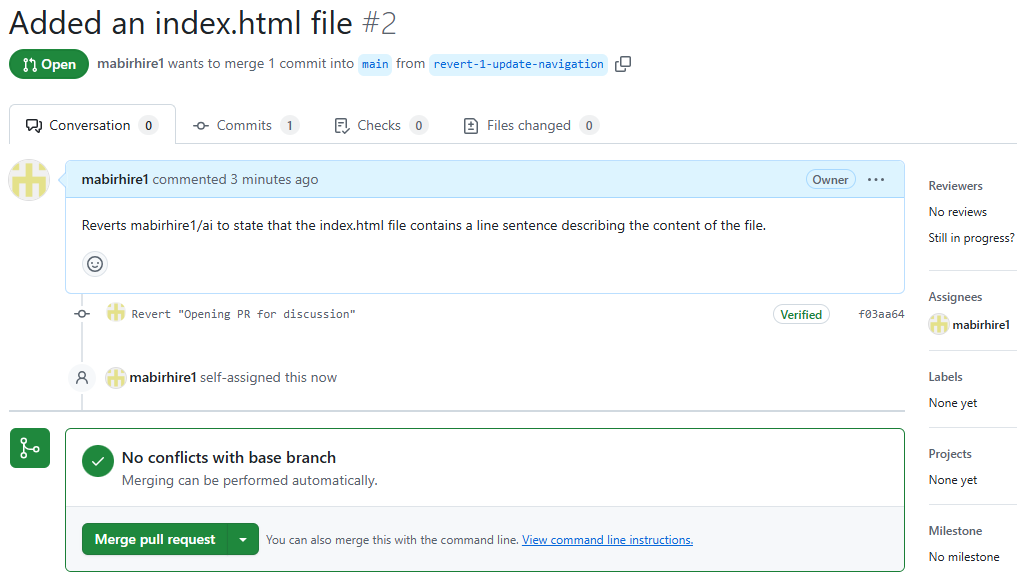 Added an index.html file #2
Open mabirhire1 wants to merge 1 commit into main from revert-1-update-navigation
Conversation 0 Commits 1 Checks 0 Files changed 0
mabirhire1 commented 3 minutes ago Owner
Reverts mabirhire1/ai to state that the index.html file contains a line sentence describing the content of the file.
Revert "Opening PR for discussion" Verified f03aa64
mabirhire1 self-assigned this now
No conflicts with base branch
Merging can be performed automatically.
Merge pull request You can also merge this with the command line. View command line instructions.
Reviewers
No reviews
Still in progress?
Assignees
mabirhire1
Labels
None yet
Projects
None yet
Milestone
No milestone